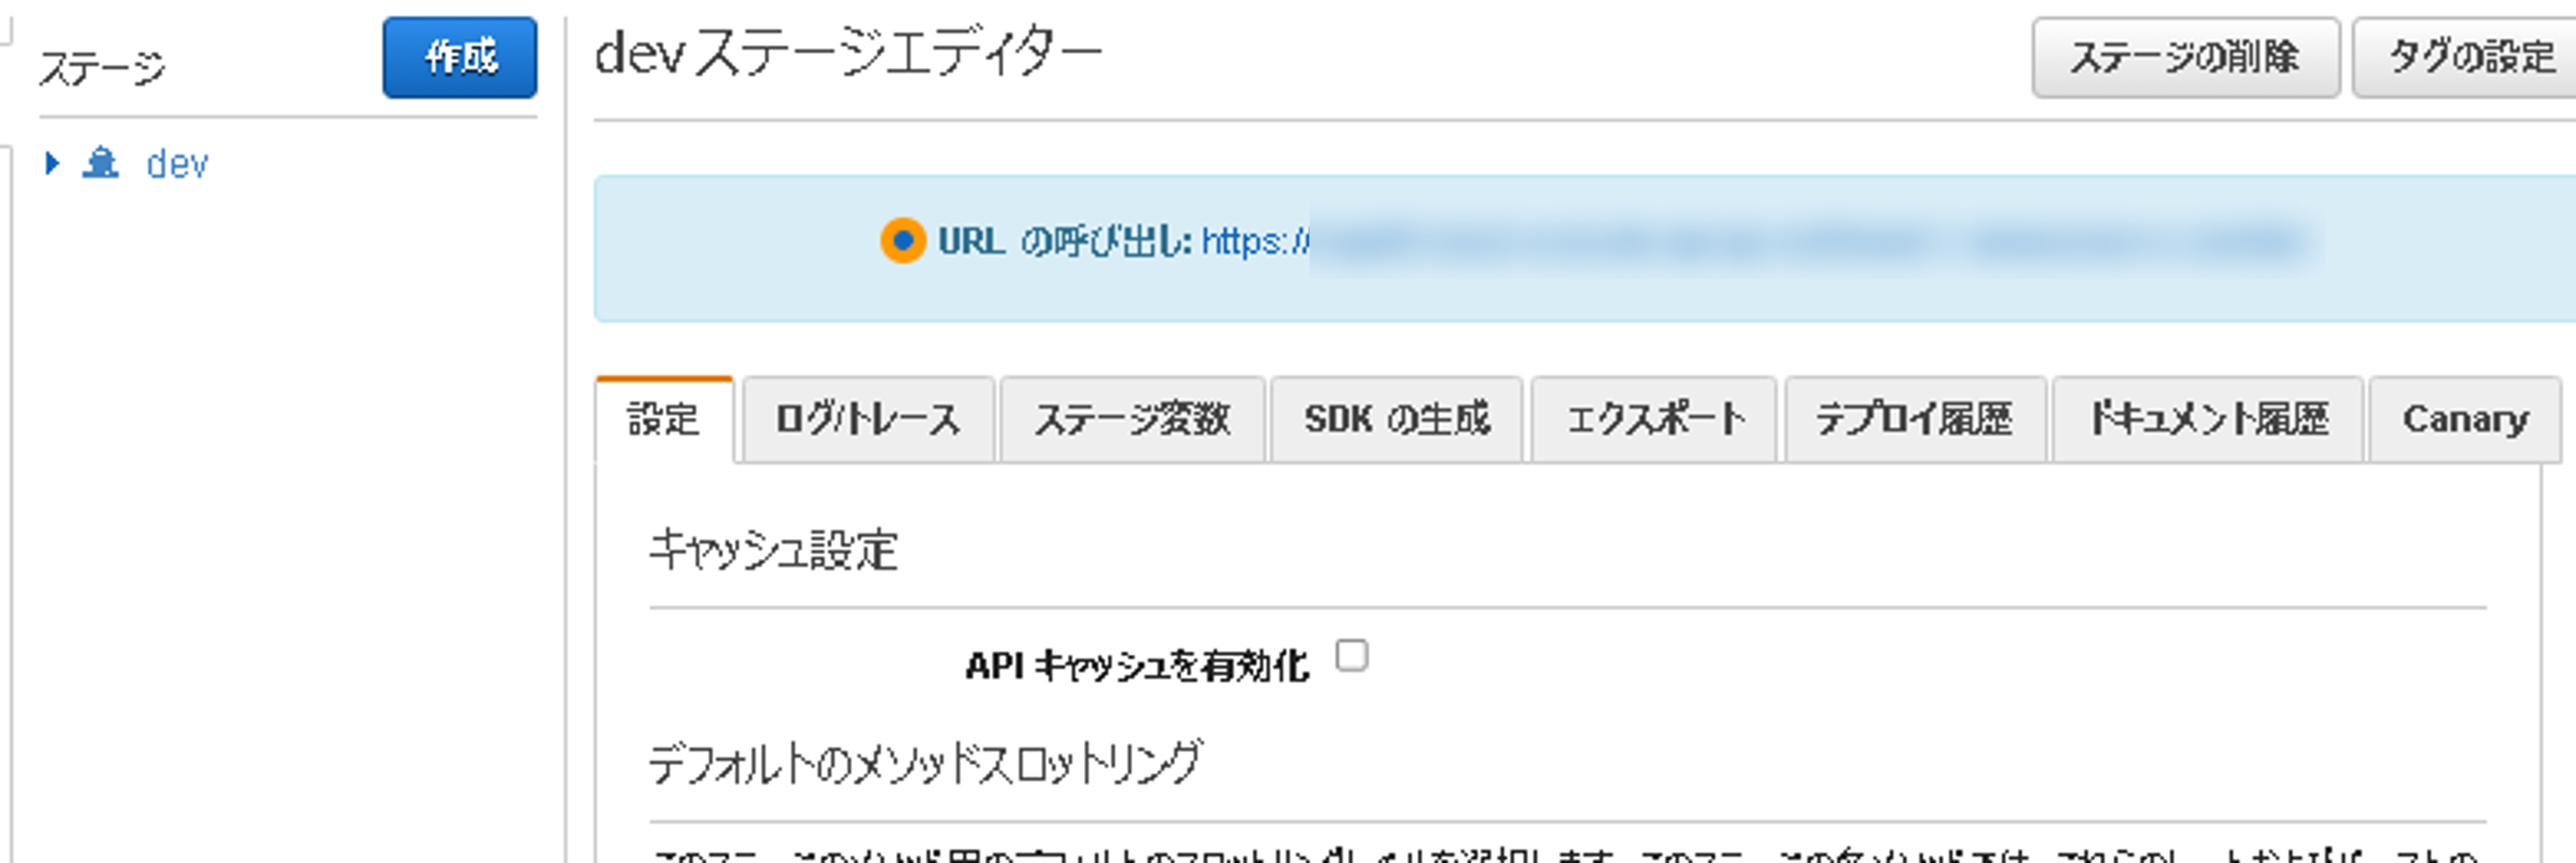 ステージ
作成
dev
dev ステージエディター
ステージの削除
タグの設定
URL の呼び出し: https://
設定
ログ/トレース
ステージ変数
SDK の生成
エクスポート
デプロイ履歴
ドキュメント履歴
Canary
キャッシュ設定
API キャッシュを有効化
デフォルトのメソッドスロットリング